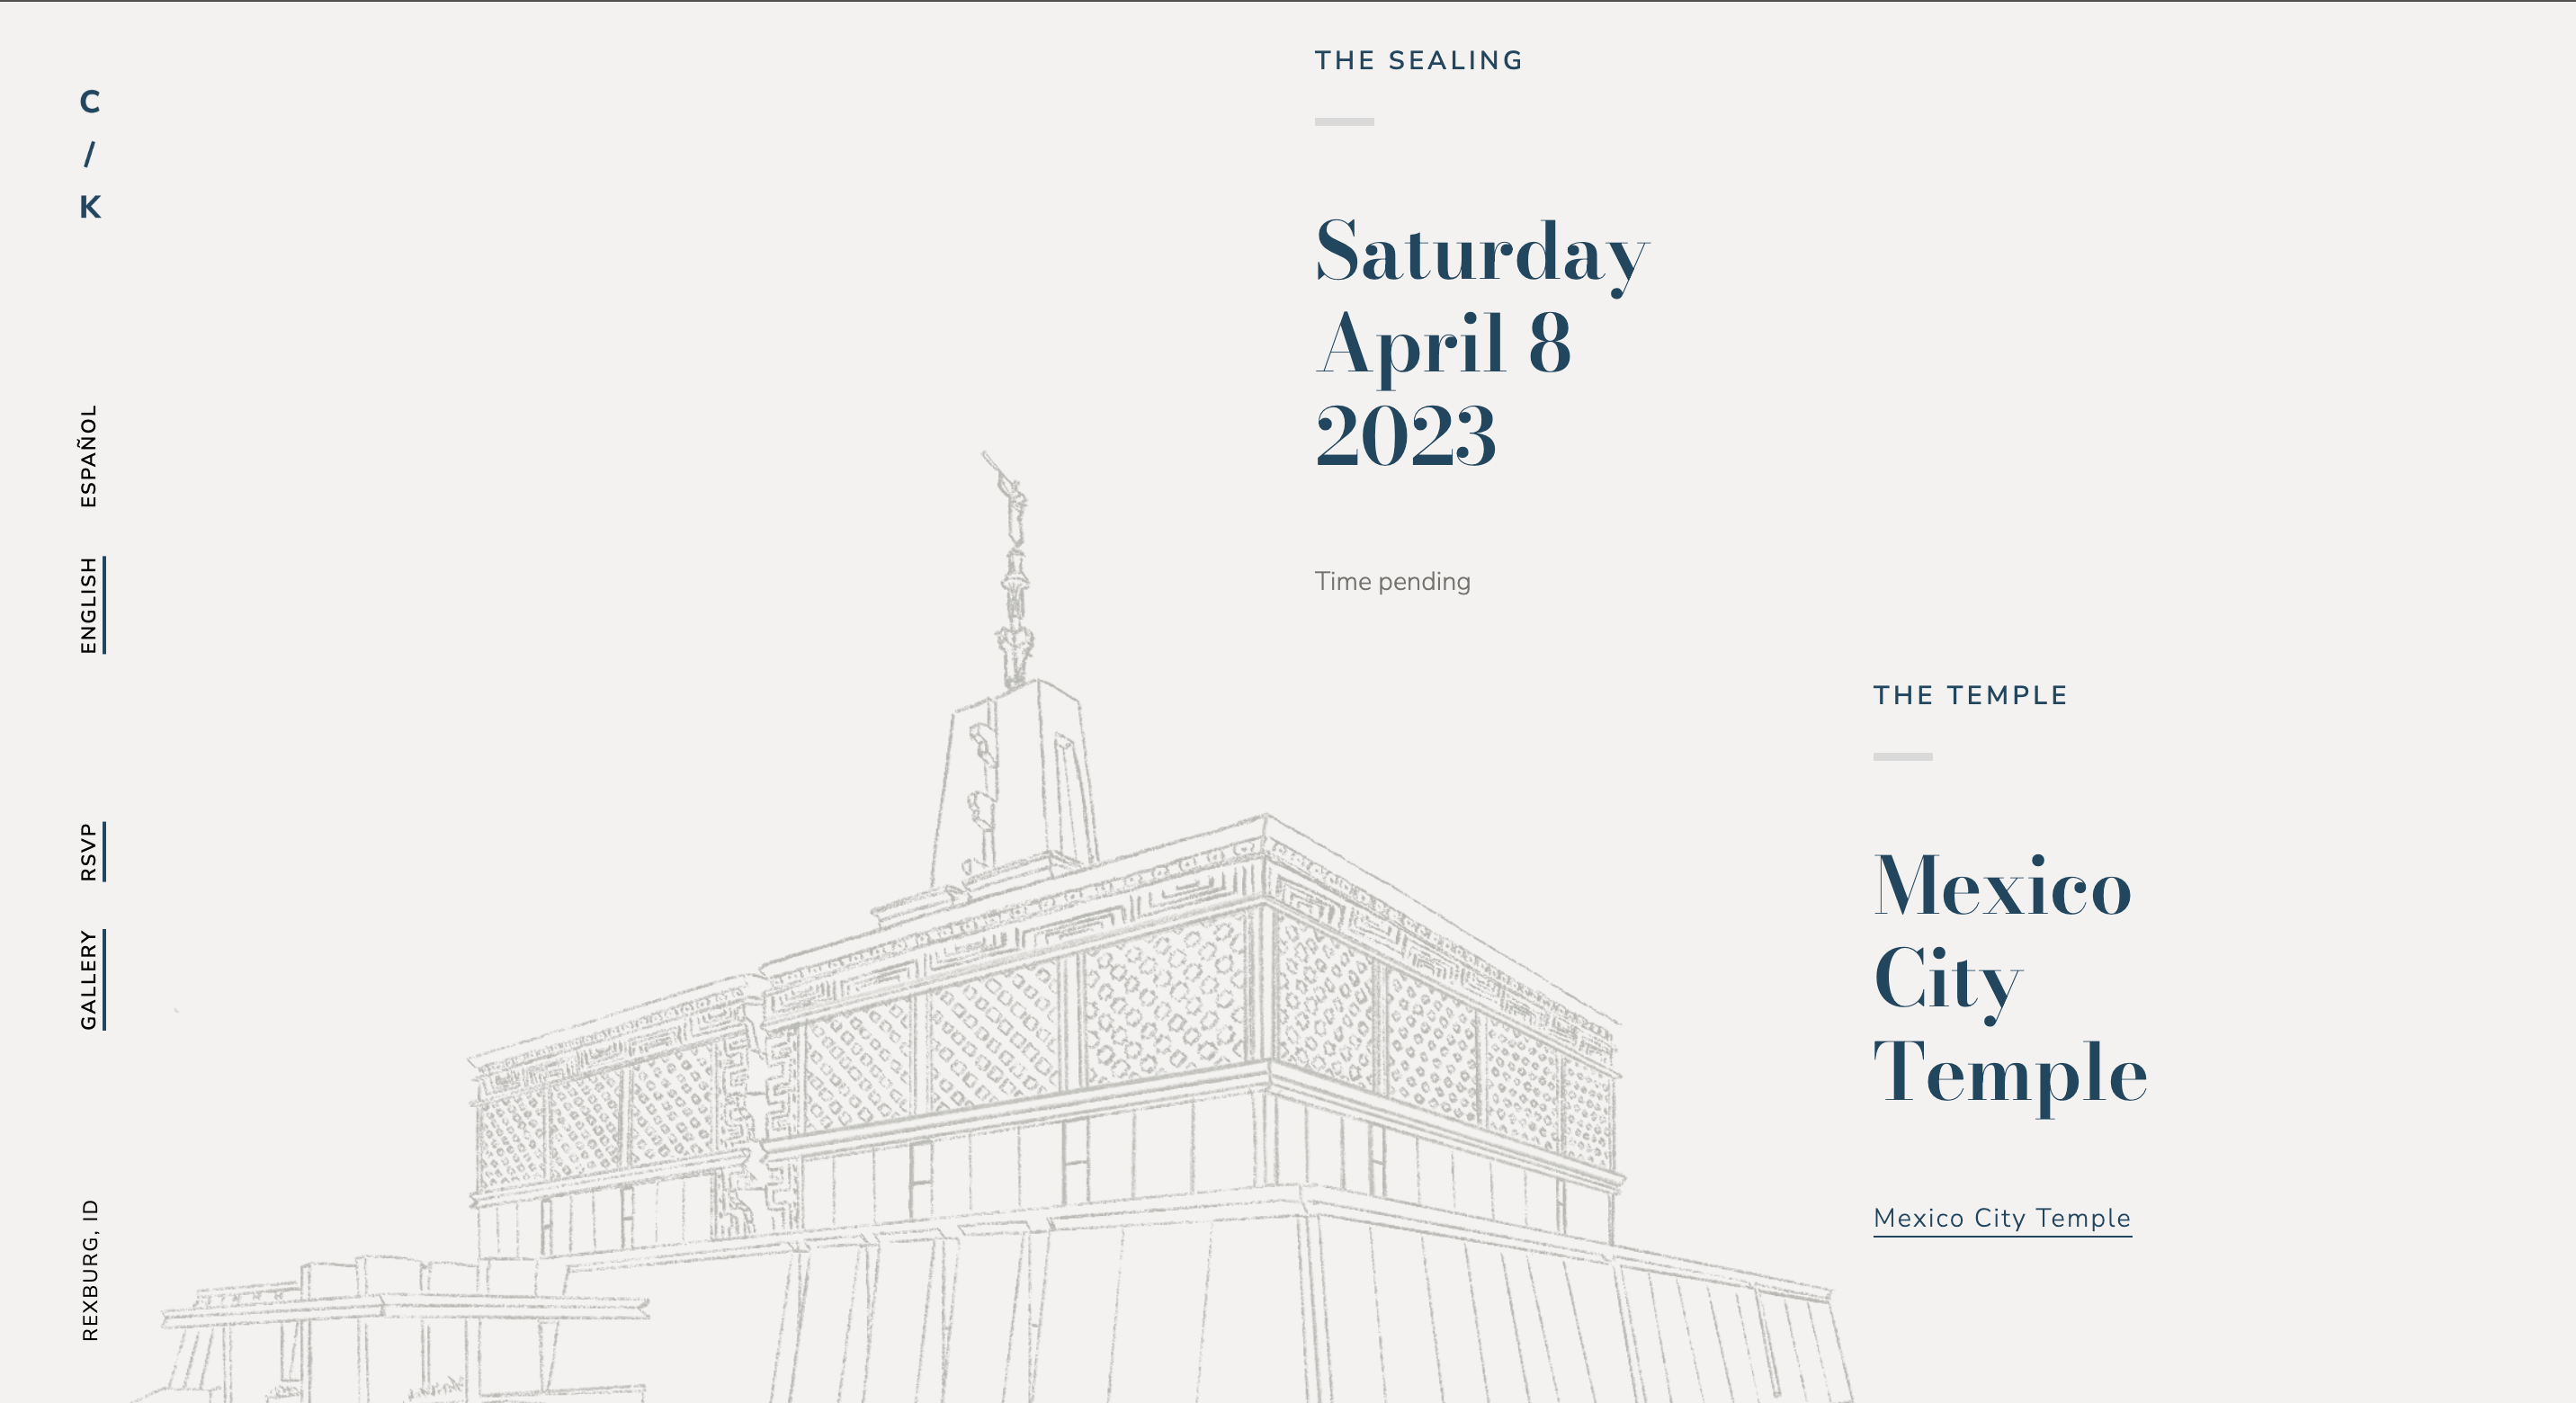 C
/
K
ESPAÑOL
ENGLISH
RSVP
GALLERY
REXBURG, ID
THE SEALING
Saturday
April 8
2023
Time pending
THE TEMPLE
Mexico
City
Temple
Mexico City Temple